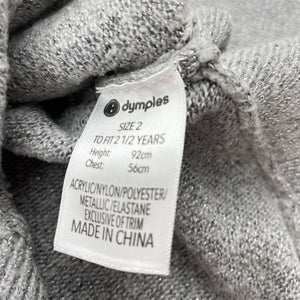 dymples
SIZE 2
TO FIT 2 1/2 YEARS
Height: 92cm
Chest: 56cm
ACRYLIC/NYLON/POLYESTER/
METALLIC/ELASTANE
EXCLUSIVE OF TRIM
MADE IN CHINA